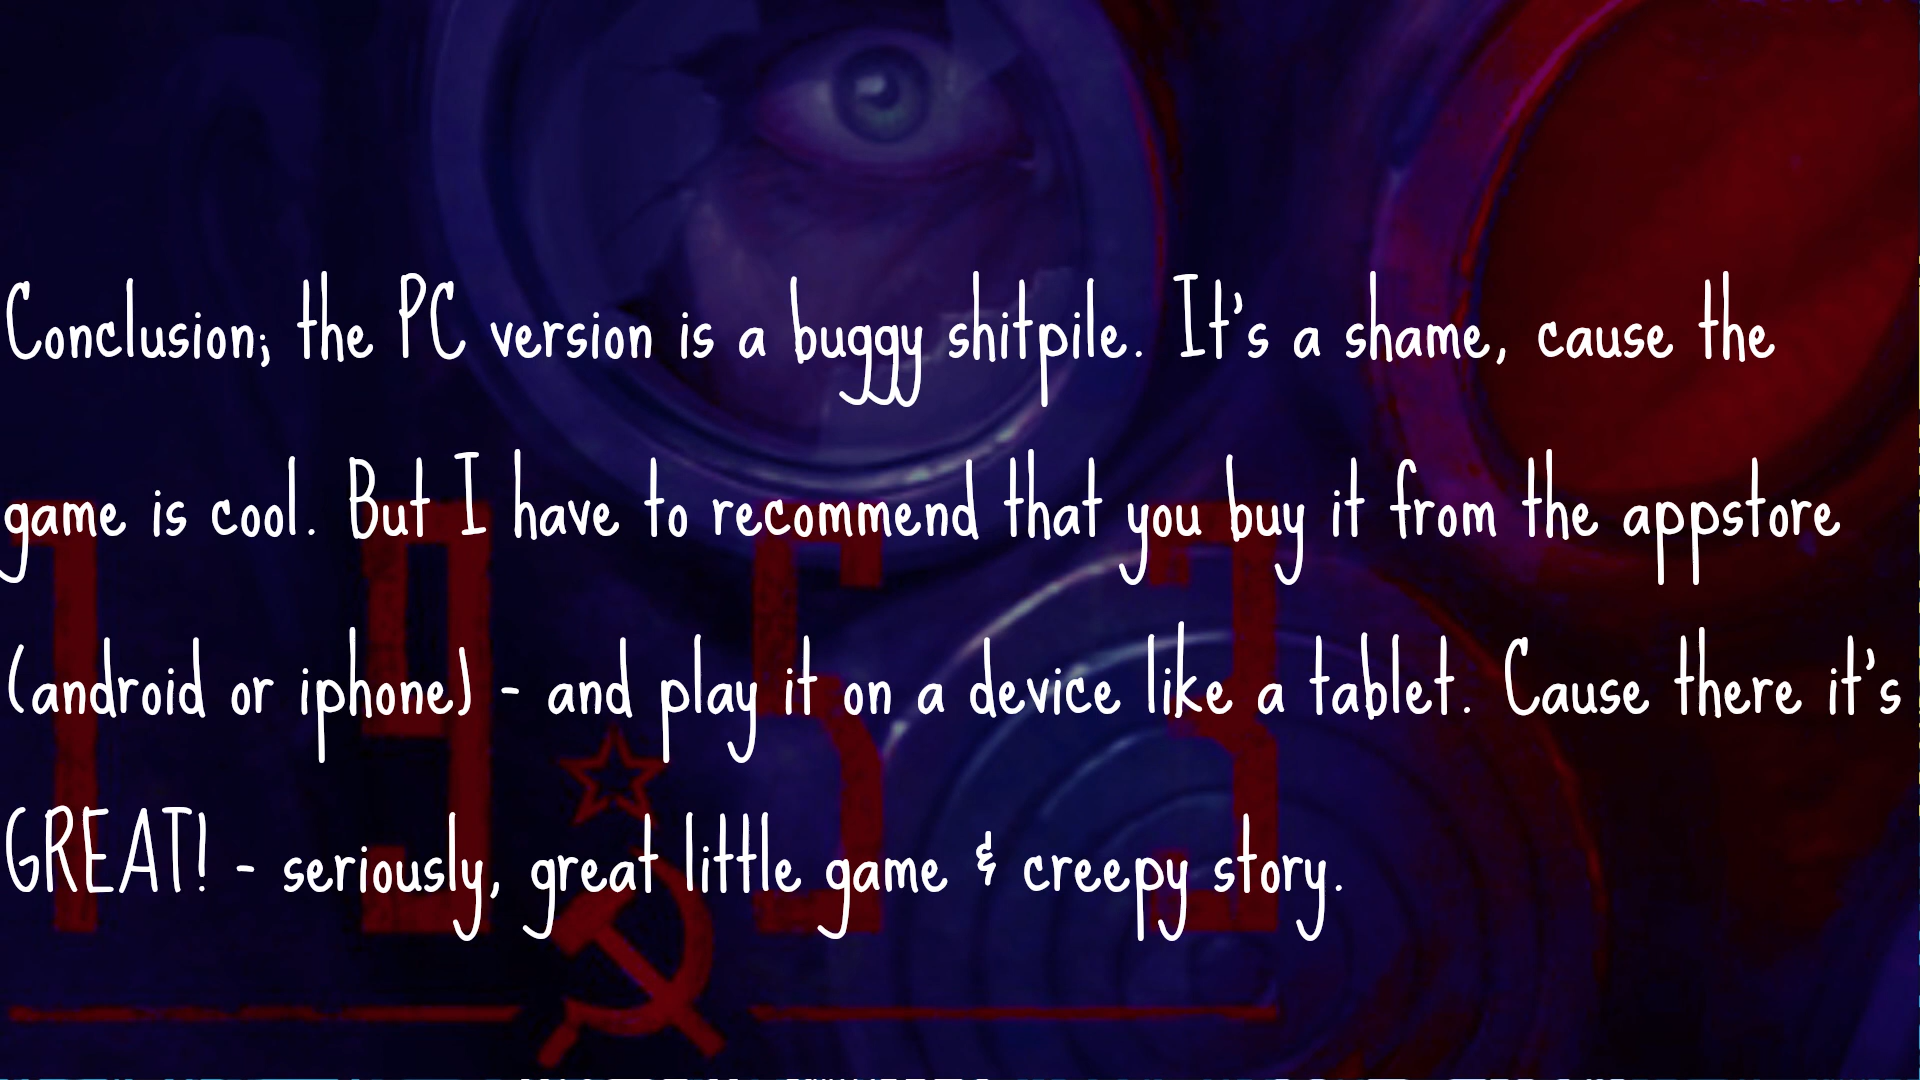 Conclusion; the PC version is a buggy shitpile. It's a shame, cause the
game is cool. But I have to recommend that you buy it from the appstore
(android or iphone) - and play it on a device like a tablet. Cause there it's
GREAT! - seriously, great little game & creepy story.
1953